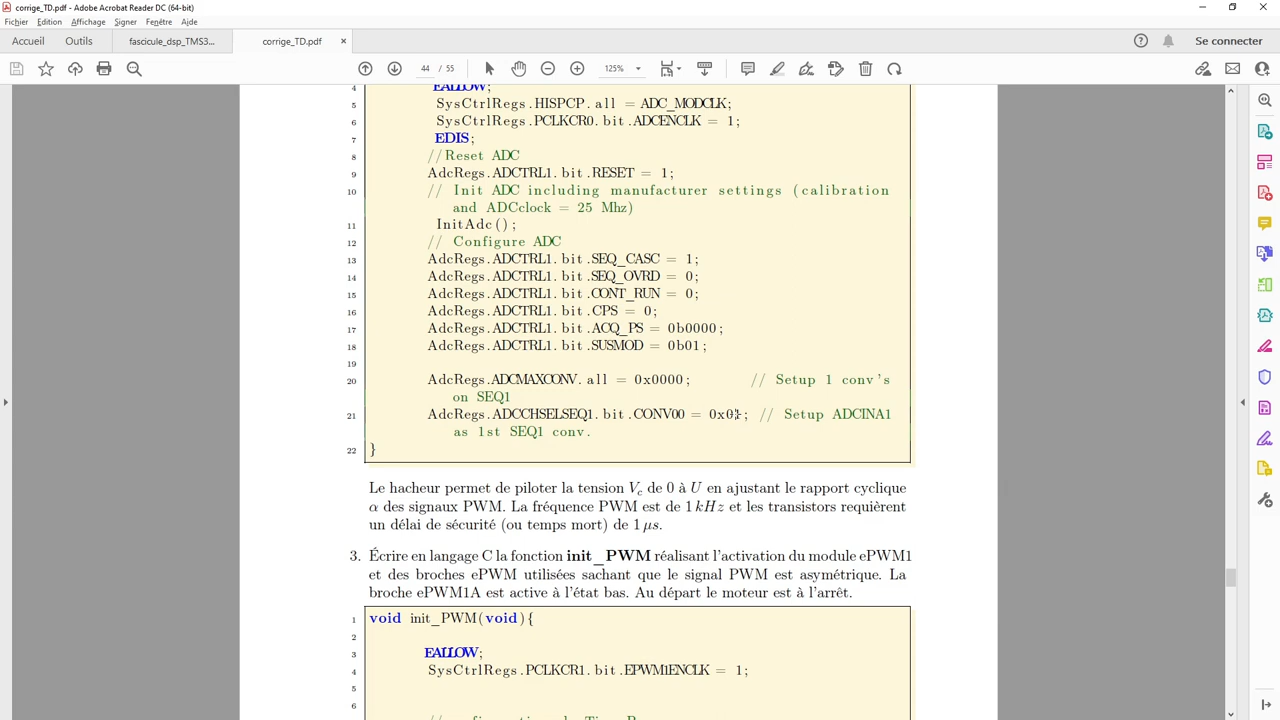 corrige_TD.pdf - Adobe Acrobat Reader DC (64-bit)
Fichier Edition Affichage Signer Fenêtre Aide
Accueil Outils fasciule_dsp_TMS3... corrige_TD.pdf × Se connecter
44 / 55 125%
4 EALLOW;
5 SysCtrlRegs.HISPCP.all = ADC_MODCLK;
6 SysCtrlRegs.PCLKCR0.bit.ADCENCLK = 1;
7 EDIS;
8 //Reset ADC
9 AdcRegs.ADCTRL1.bit.RESET = 1;
10 // Init ADC including manufacturer settings (calibration
and ADCclock = 25 Mhz)
11 InitAdc();
12 // Configure ADC
13 AdcRegs.ADCTRL1.bit.SEQ_CASC = 1;
14 AdcRegs.ADCTRL1.bit.SEQ_OVRD = 0;
15 AdcRegs.ADCTRL1.bit.CONT_RUN = 0;
16 AdcRegs.ADCTRL1.bit.CPS = 0;
17 AdcRegs.ADCTRL1.bit.ACQ_PS = 0b0000;
18 AdcRegs.ADCTRL1.bit.SUSMOD = 0b01;
19
20 AdcRegs.ADCMAXCONV.all = 0x0000; // Setup 1 conv's
on SEQ1
21 AdcRegs.ADCCHSELSEQ1.bit.CONV00 = // Setup ADCINA1
as 1st SEQ1 conv.
22 }
Le hacheur permet de piloter la tension Vc de 0 à U en ajustant le rapport cyclique
α des signaux PWM. La fréquence PWM est de 1 kHz et les transistors requièrent
un délai de sécurité (ou temps mort) de 1 μs.
3. Écrire en langage C la fonction init_PWM réalisant l'activation du module ePWM1
et des broches ePWM utilisées sachant que le signal PWM est asymétrique. La
broche ePWM1A est active à l'état bas. Au départ le moteur est à l'arrêt.
1 void init_PWM(void){
2
3 EALLOW;
4 SysCtrlRegs.PCLKCR1.bit.EPWM1ENCLK = 1;
5
6